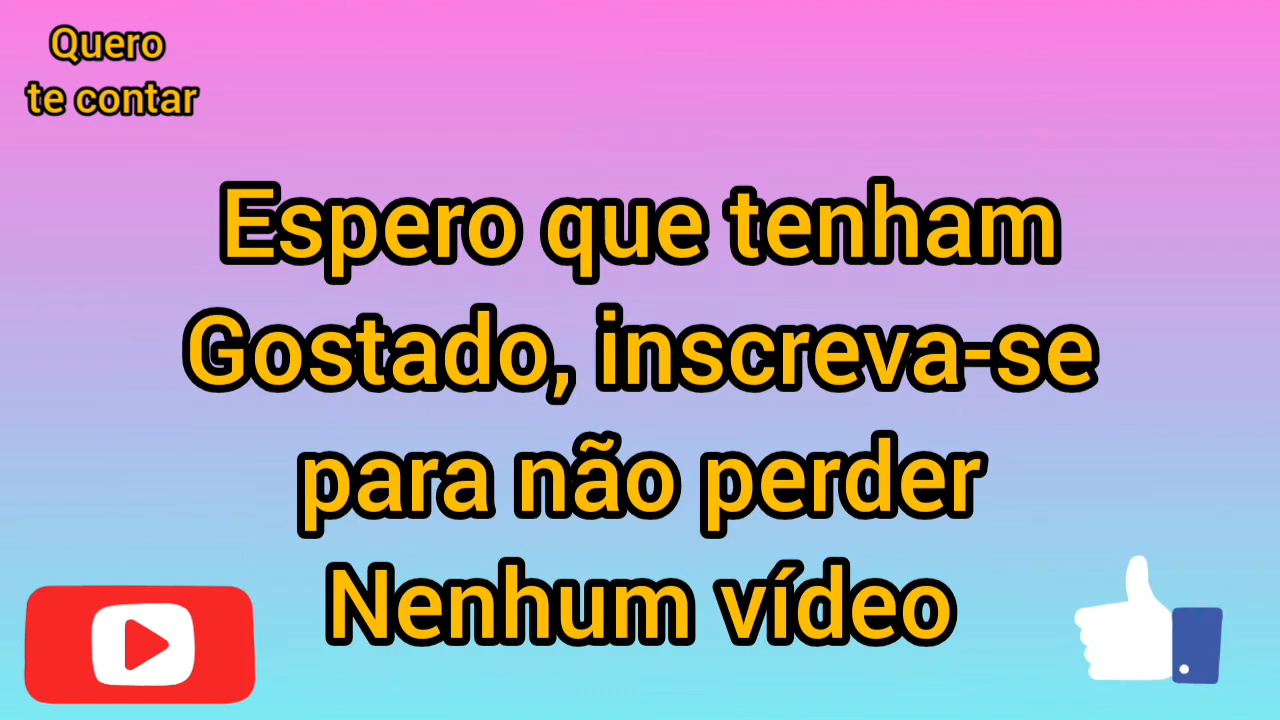 Quero
te contar
Espero que tenham
Gostado, inscreva-se
para não perder
Nenhum vídeo